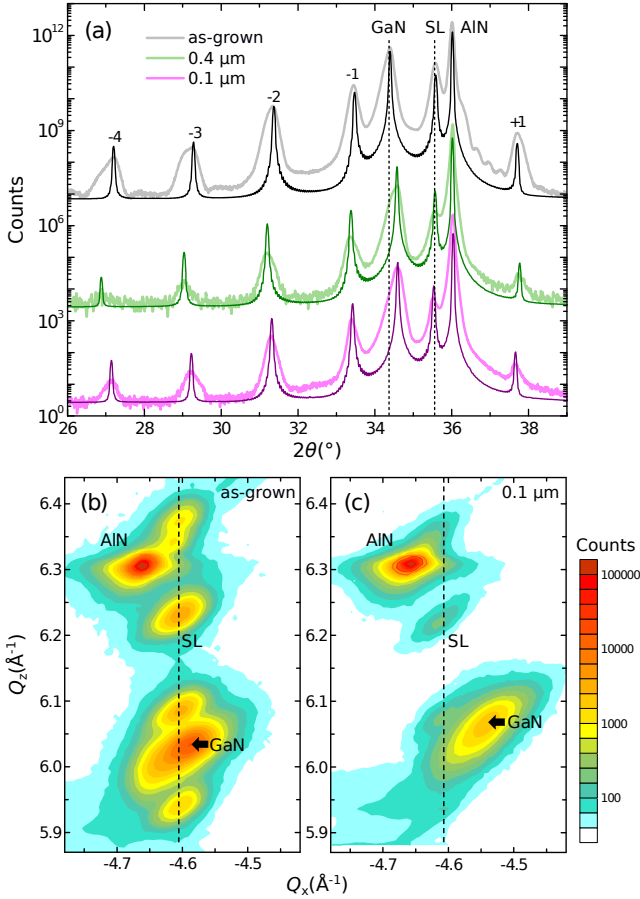 (a)
as-grown
0.4 μm
0.1 μm
GaN SL AlN
-4 -3 -2 -1 +1
10¹²
10⁹
10⁶
10³
10⁰
Counts
26 28 30 32 34 36 38
2θ(°)
(b) as-grown
AlN
SL
GaN
6.4
6.3
6.2
6.1
6.0
5.9
Q_z(Å⁻¹)
-4.7 -4.6 -4.5
(c) 0.1 μm
AlN
SL
GaN
-4.7 -4.6 -4.5
Q_x(Å⁻¹)
Counts
100000
10000
1000
100